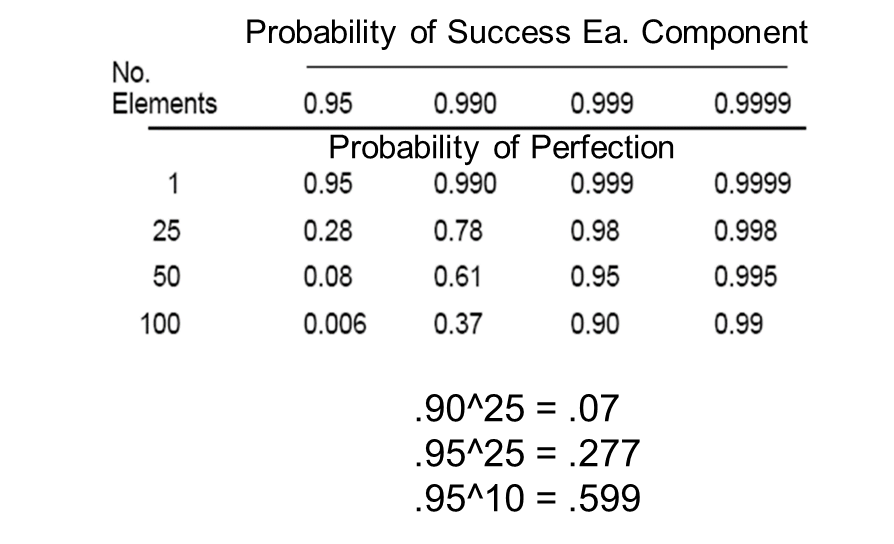 Probability of Success Ea. Component
No.
Elements 0.95 0.990 0.999 0.9999
Probability of Perfection
1 0.95 0.990 0.999 0.9999
25 0.28 0.78 0.98 0.998
50 0.08 0.61 0.95 0.995
100 0.006 0.37 0.90 0.99
.90^25 = .07
.95^25 = .277
.95^10 = .599